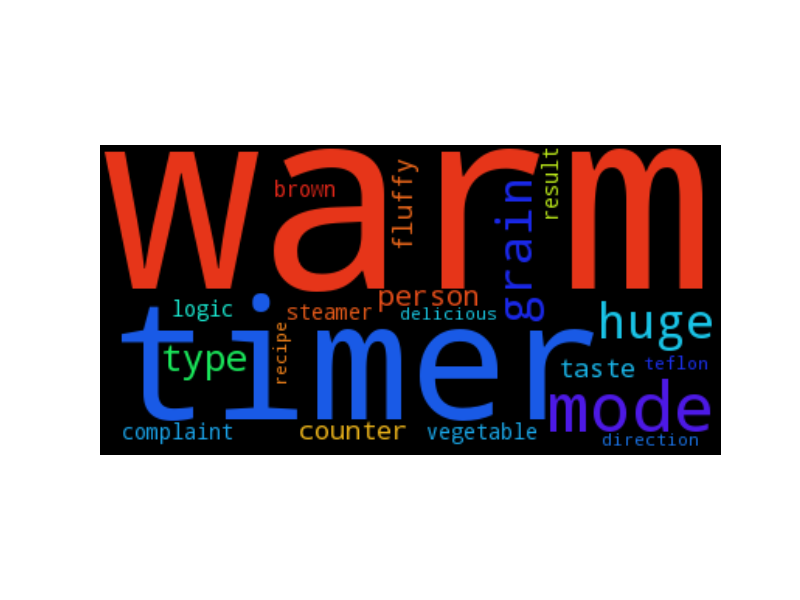 warm
brown
fluffy
grain
result
person
logic
steamer
delicious
huge
timer
recipe
type
taste
teflon
mode
complaint
counter
vegetable
direction